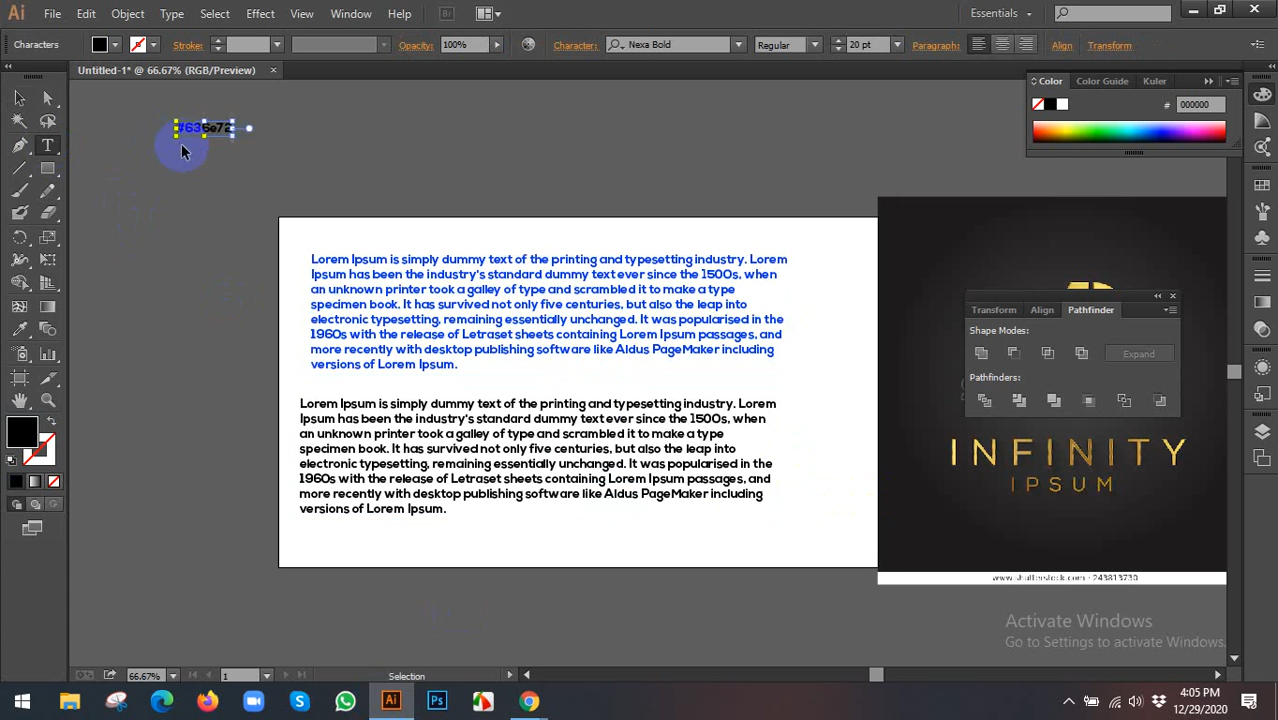 Ai File Edit Object Type Select Effect View Window Help Br Essentials
Characters Stroke: Opacity: 100% Character: Nexa Bold Regular 20 pt Paragraph: Align Transform
Untitled-1* @ 66.67% (RGB/Preview) ×
Color Color Guide Kuler
# 000000
#636e72
Lorem Ipsum is simply dummy text of the printing and typesetting industry. Lorem
Ipsum has been the industry's standard dummy text ever since the 1500s, when
an unknown printer took a galley of type and scrambled it to make a type
specimen book. It has survived not only five centuries, but also the leap into
electronic typesetting, remaining essentially unchanged. It was popularised in the
1960s with the release of Letraset sheets containing Lorem Ipsum passages, and
more recently with desktop publishing software like Aldus PageMaker including
versions of Lorem Ipsum.
Lorem Ipsum is simply dummy text of the printing and typesetting industry. Lorem
Ipsum has been the industry's standard dummy text ever since the 1500s, when
an unknown printer took a galley of type and scrambled it to make a type
specimen book. It has survived not only five centuries, but also the leap into
electronic typesetting, remaining essentially unchanged. It was popularised in the
1960s with the release of Letraset sheets containing Lorem Ipsum passages, and
more recently with desktop publishing software like Aldus PageMaker including
versions of Lorem Ipsum.
Transform Align Pathfinder
Shape Modes:
Expand
Pathfinders:
INFINITY
IPSUM
www.shutterstock.com · 243813730
Activate Windows
Go to Settings to activate Windows.
66.67% 1 Selection
Ai Ps
4:05 PM
12/29/2020